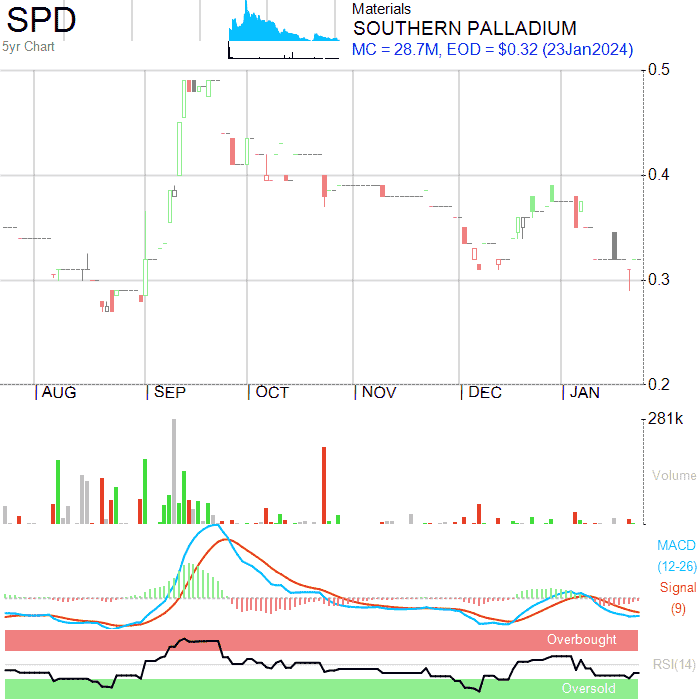 SPD
5yr Chart
Materials
SOUTHERN PALLADIUM
MC = 28.7M, EOD = $0.32 (23Jan2024)
0.5
0.4
0.3
0.2
AUG SEP OCT NOV DEC JAN
281k
Volume
MACD
(12-26)
Signal
(9)
Overbought
RSI(14)
Oversold